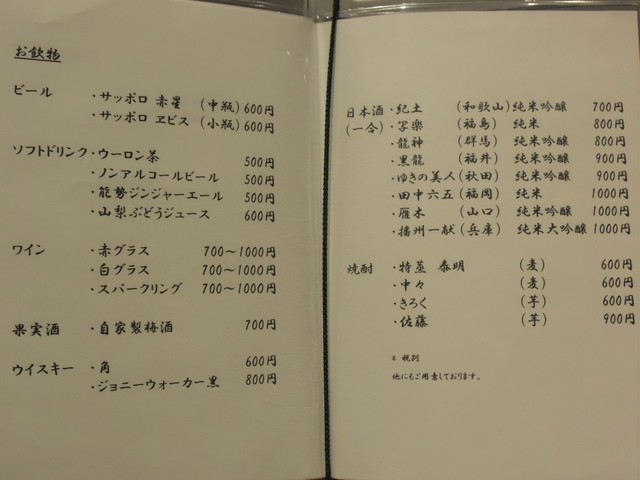 お飲物
ビール ・サッポロ 赤星 (中瓶) 600円
・サッポロ ヱビス (小瓶) 600円
ソフトドリンク ・ウーロン茶 500円
・ノンアルコールビール 500円
・能勢ジンジャーエール 500円
・山梨ぶどうジュース 600円
ワイン ・赤グラス 700〜1000円
・白グラス 700〜1000円
・スパークリング 700〜1000円
果実酒 ・自家製梅酒 700円
ウイスキー ・角 600円
・ジョニーウォーカー黒 800円
日本酒 ・紀土 (和歌山) 純米吟醸 700円
(一合) ・写楽 (福島) 純米 800円
・龍神 (群馬) 純米吟醸 800円
・黒龍 (福井) 純米吟醸 900円
・ゆきの美人 (秋田) 純米吟醸 900円
・田中六五 (福岡) 純米 1000円
・雁木 (山口) 純米吟醸 1000円
・播州一献 (兵庫) 純米大吟醸 1000円
焼酎 ・特蒸 泰明 (麦) 600円
・中々 (麦) 600円
・きろく (芋) 600円
・佐藤 (芋) 900円
※ 税別
他にもご用意しております。